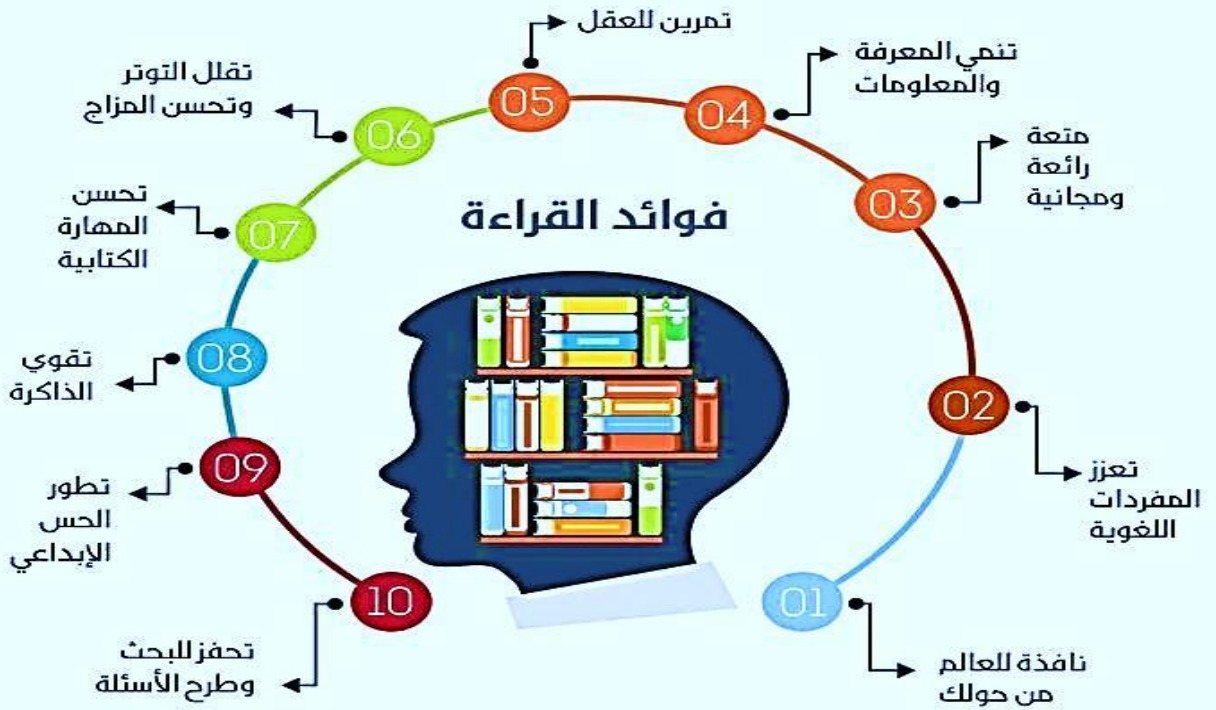 فوائد القراءة
01
نافذة للعالم
من حولك
02
تعزز
المفردات
اللغوية
03
متعة
رائعة
ومجانية
04
تنمي المعرفة
والمعلومات
05
تمرين للعقل
06
تقلل التوتر
وتحسن المزاج
07
تحسن
المهارة
الكتابية
08
تقوي
الذاكرة
09
تطور
الحس
الإبداعي
10
تحفز للبحث
وطرح الأسئلة